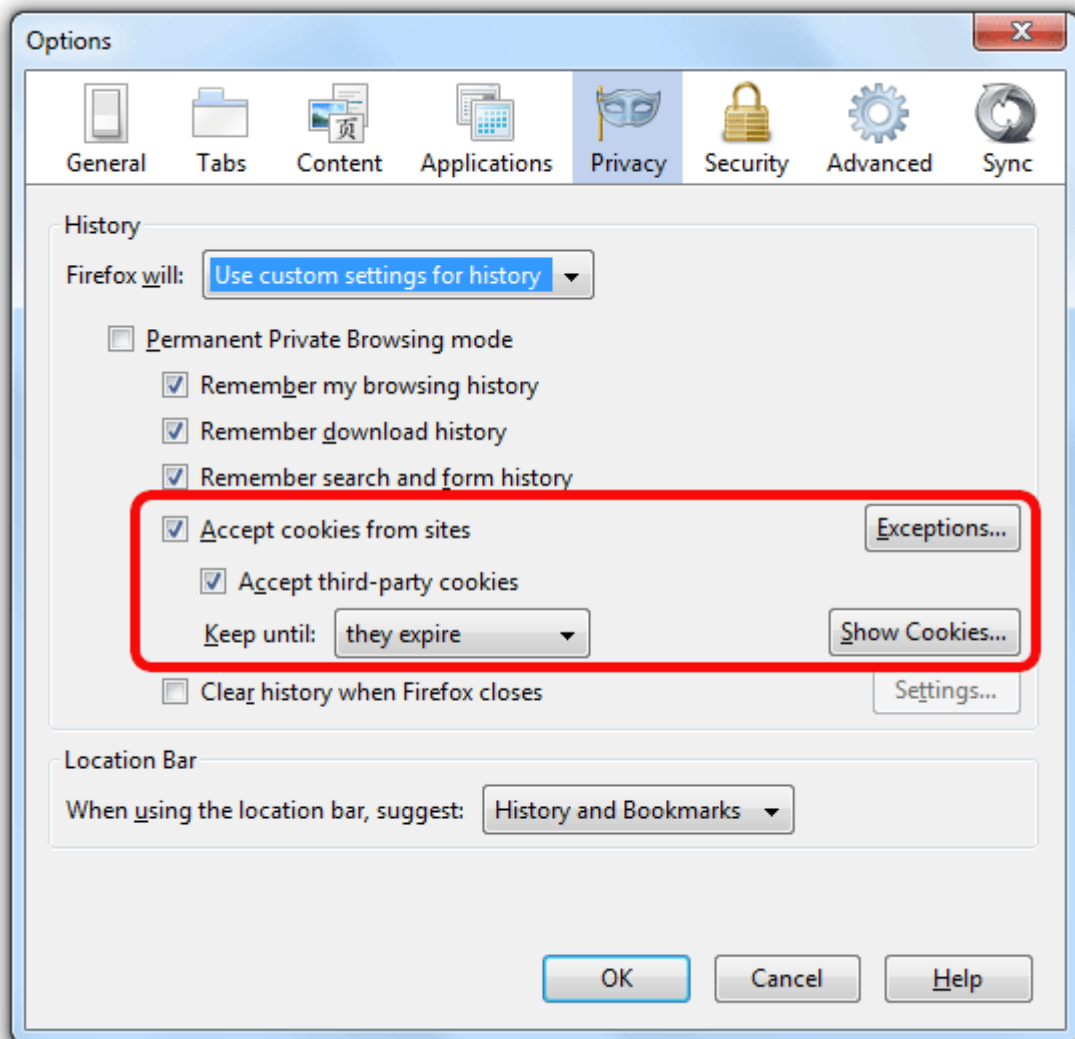 Options
X
页
General Tabs Content Applications Privacy Security Advanced Sync
History
Firefox will: Use custom settings for history
Permanent Private Browsing mode
Remember my browsing history
Remember download history
Remember search and form history
Accept cookies from sites Exceptions...
Accept third-party cookies
Keep until: they expire Show Cookies...
Clear history when Firefox closes Settings...
Location Bar
When using the location bar, suggest: History and Bookmarks
OK Cancel Help